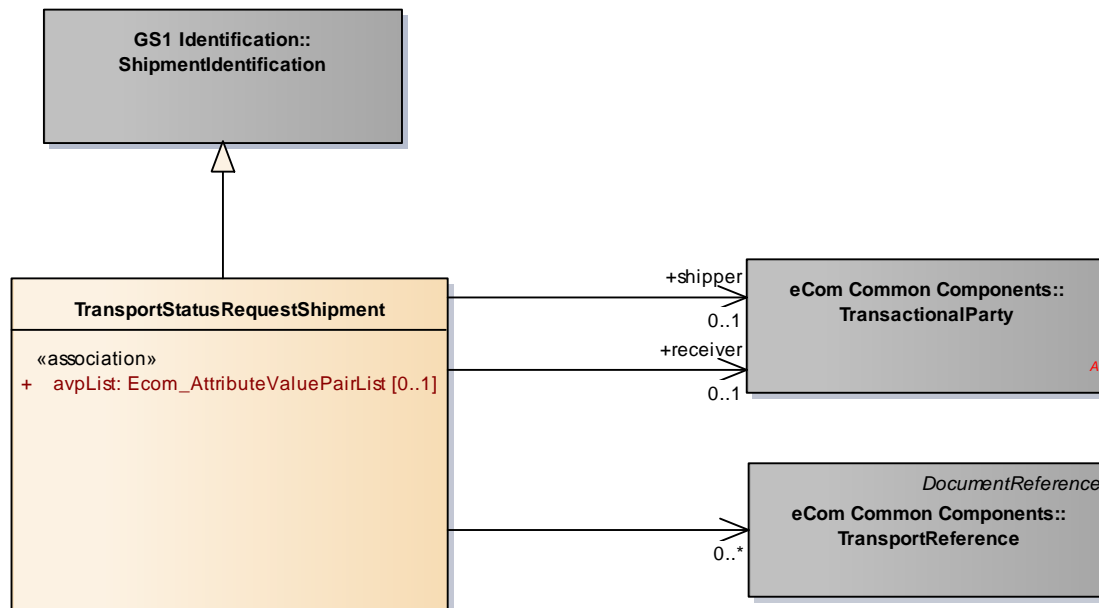 GS1 Identification::
ShipmentIdentification
TransportStatusRequestShipment
«association»
+ avpList: Ecom_AttributeValuePairList [0..1]
+shipper
0..1
+receiver
0..1
eCom Common Components::
TransactionalParty
A
0..*
DocumentReference
eCom Common Components::
TransportReference